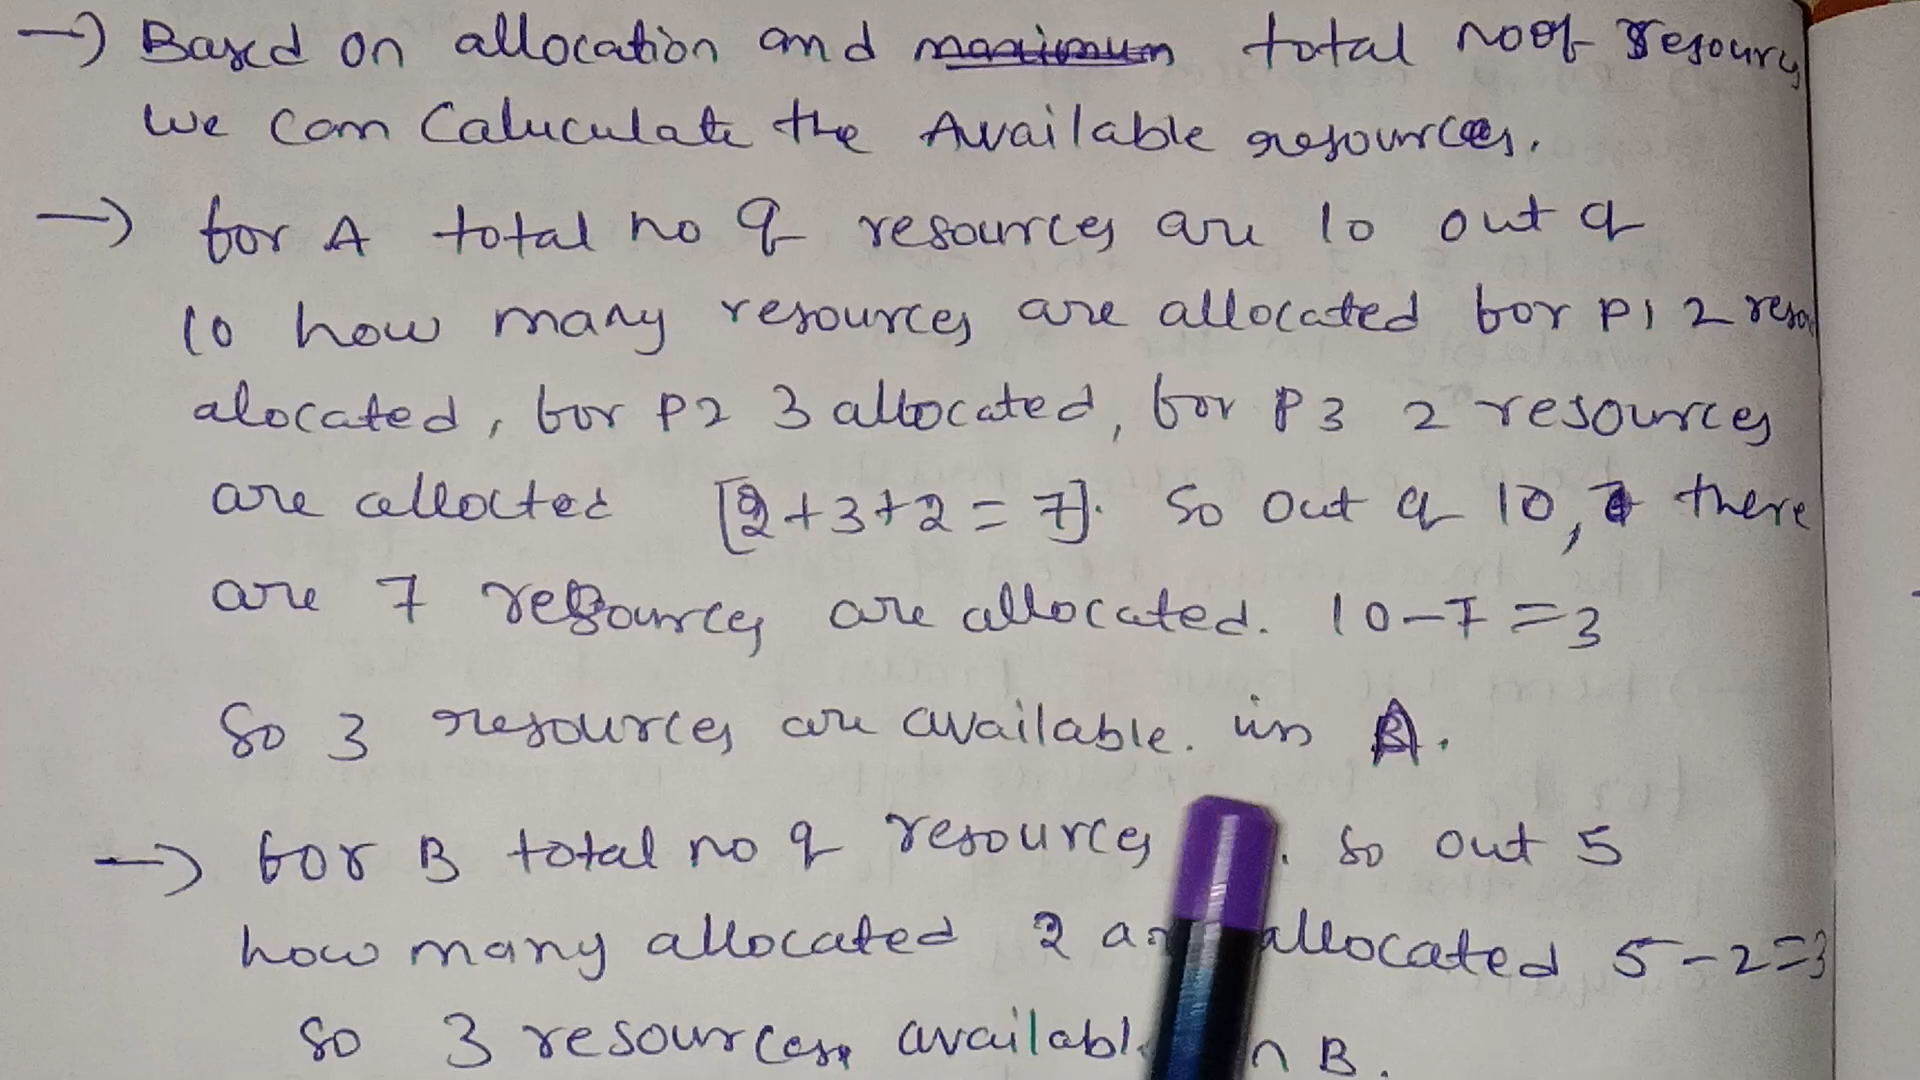 → Based on allocation and maximum total no of resourcs
we can Caluculate the Available resources.
→ for A total no of resources are 10 out of
10 how many resources are allocated for P1 2 reso
alocated, for P2 3 allocated, for P3 2 resources
are allocted [2+3+2=7]. So out of 10, there
are 7 resources are allocated. 10-7=3
So 3 resources are available. in A.
→ for B total no of resources . So out 5
how many allocated 2 allocated 5-2=3
So 3 resources B.